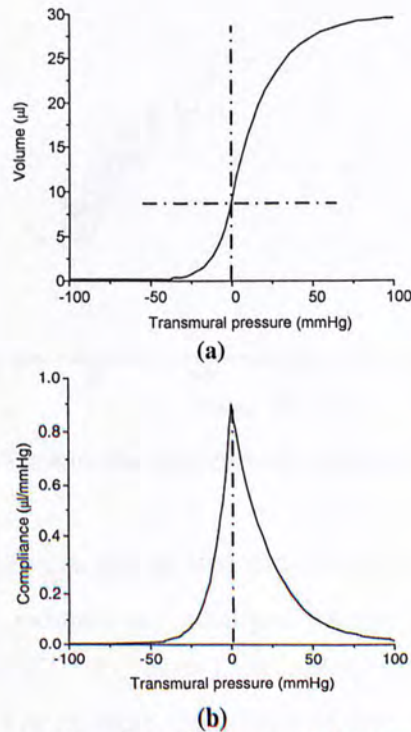 30
25
20
15
10
5
0
Volume (μl)
-100 -50 0 50 100
Transmural pressure (mmHg)
(a)
1.0
0.8
0.6
0.4
0.2
0.0
Compliance (μl/mmHg)
-100 -50 0 50 100
Transmural pressure (mmHg)
(b)